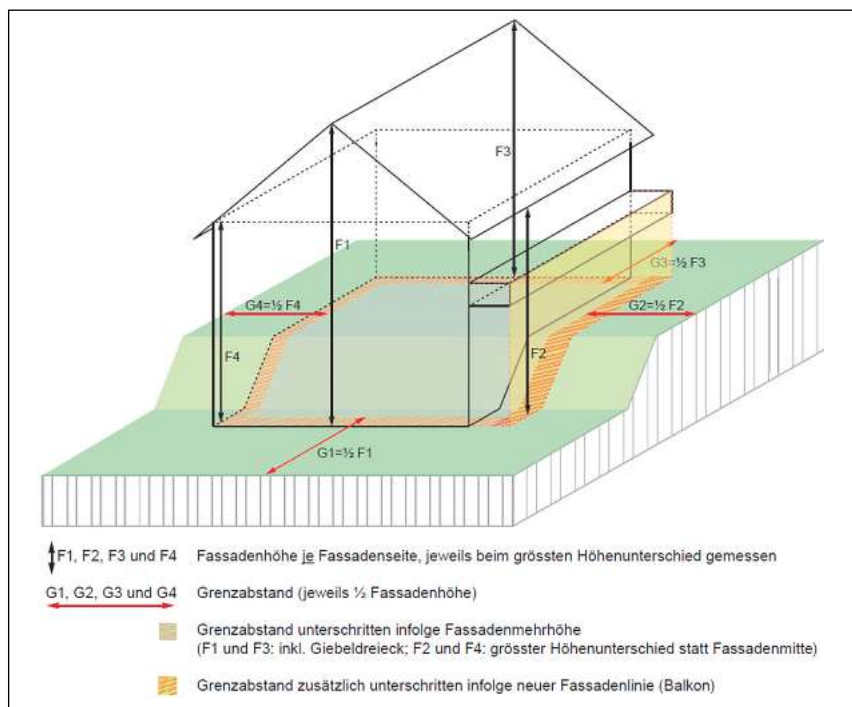 F3
F1
G3=½ F3
G4=½ F4
G2=½ F2
F4
F2
G1=½ F1
F1, F2, F3 und F4 Fassadenhöhe je Fassadenseite, jeweils beim grössten Höhenunterschied gemessen
G1, G2, G3 und G4 Grenzabstand (jeweils ½ Fassadenhöhe)
Grenzabstand unterschritten infolge Fassadenmehrhöhe
(F1 und F3: inkl. Giebeldreieck; F2 und F4: grösster Höhenunterschied statt Fassadenmitte)
Grenzabstand zusätzlich unterschritten infolge neuer Fassadenlinie (Balkon)